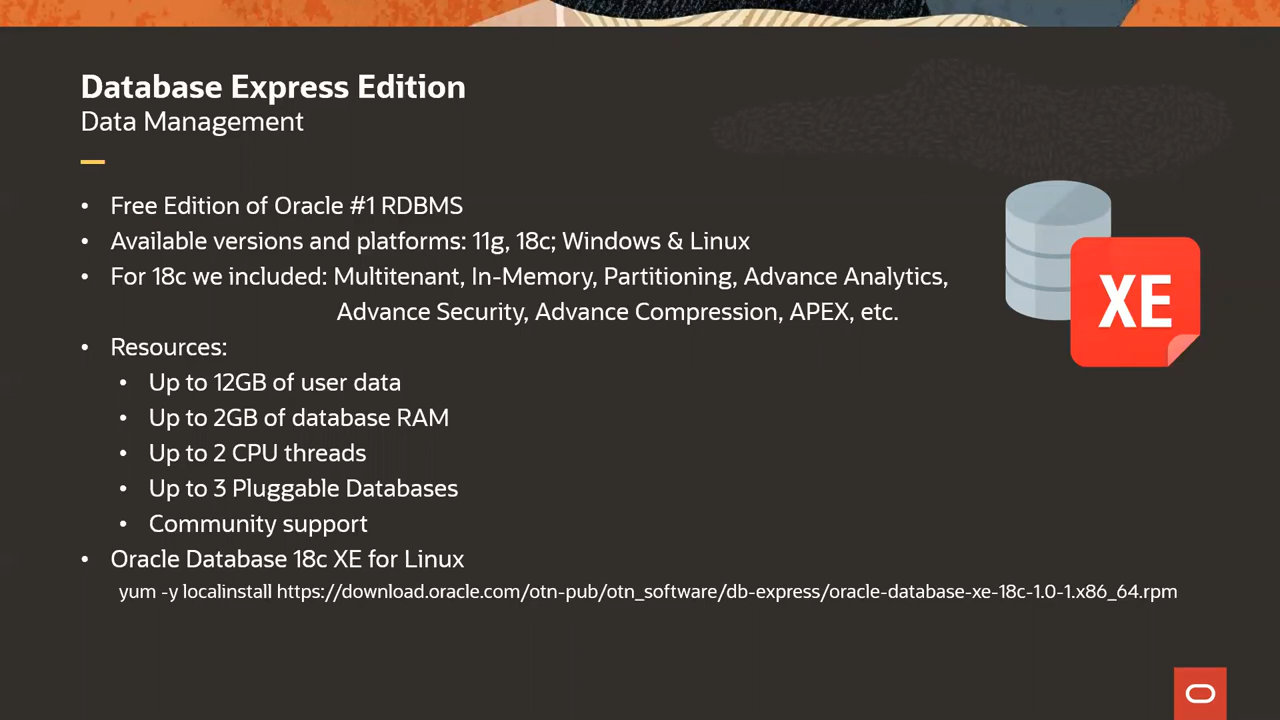 Database Express Edition
Data Management
• Free Edition of Oracle #1 RDBMS
• Available versions and platforms: 11g, 18c; Windows & Linux
• For 18c we included: Multitenant, In-Memory, Partitioning, Advance Analytics,
Advance Security, Advance Compression, APEX, etc.
XE
• Resources:
• Up to 12GB of user data
• Up to 2GB of database RAM
• Up to 2 CPU threads
• Up to 3 Pluggable Databases
• Community support
• Oracle Database 18c XE for Linux
yum -y localinstall https://download.oracle.com/otn-pub/otn_software/db-express/oracle-database-xe-18c-1.0-1.x86_64.rpm